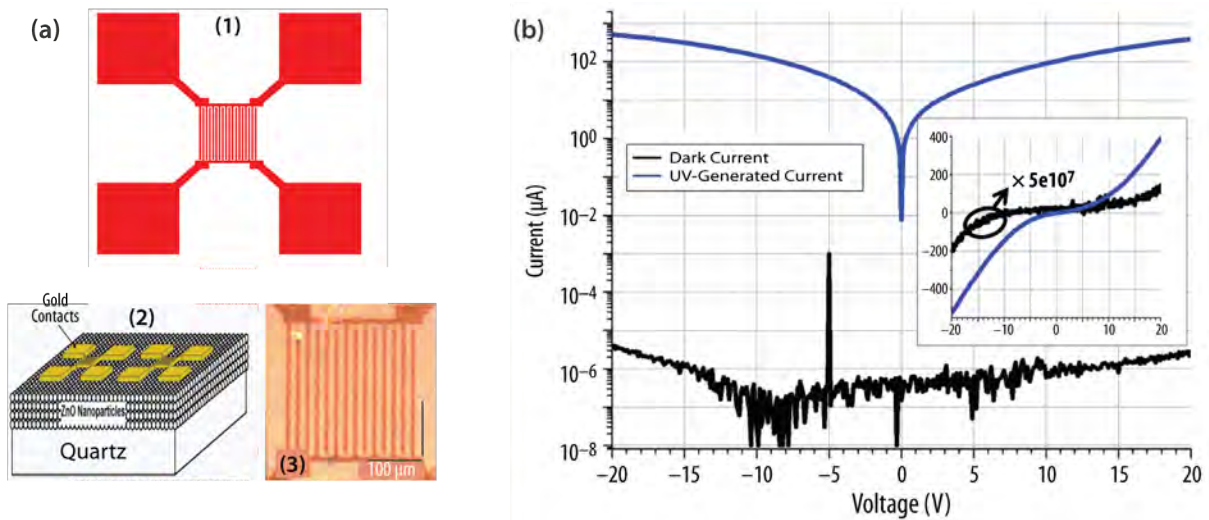 (a)
(1)
Gold
Contacts
(2)
ZnO Nanoparticles
Quartz
(3)
100 μm
(b)
Current (μA)
10²
10⁰
10⁻²
10⁻⁴
10⁻⁶
10⁻⁸
Dark Current
UV-Generated Current
400
200
0
−200
−400
−20
−10
0
10
20
× 5e10⁷
−20
−15
−10
−5
0
5
10
15
20
Voltage (V)